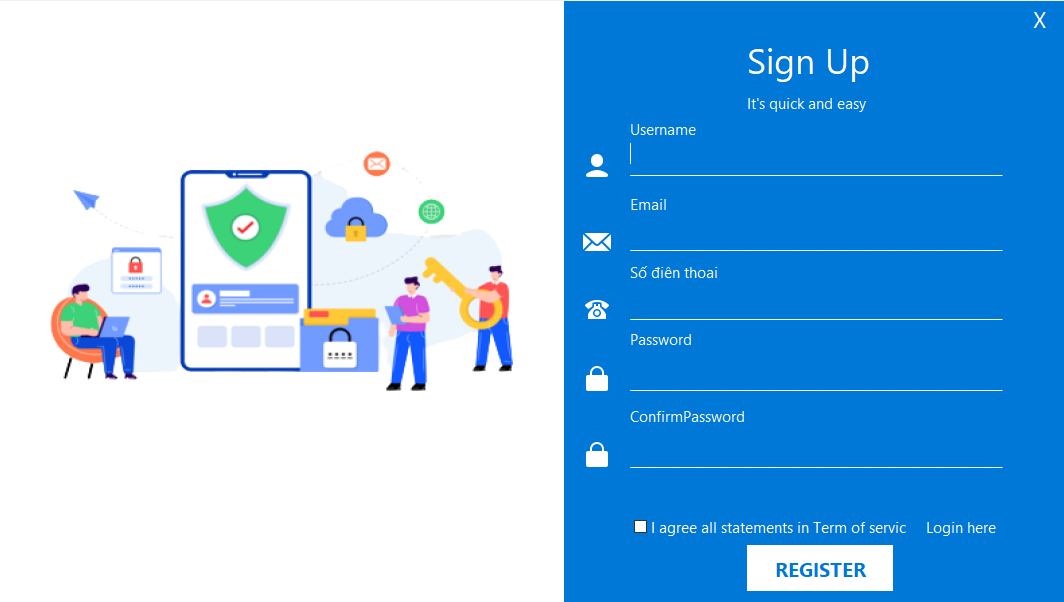 X
Sign Up
It's quick and easy
Username
Email
Số điên thoai
Password
ConfirmPassword
I agree all statements in Term of servic
Login here
REGISTER